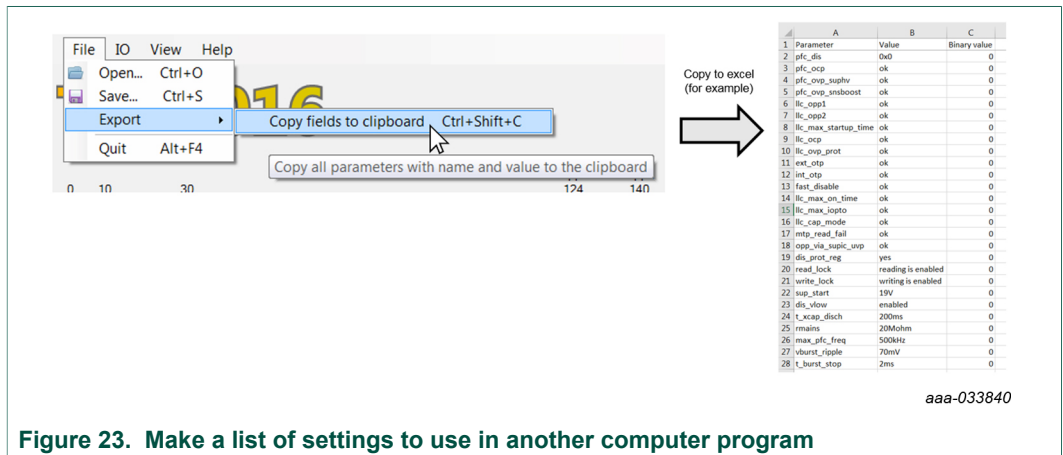 File IO View Help
Open... Ctrl+O
Save... Ctrl+S
Export
Quit Alt+F4
016
Copy fields to clipboard Ctrl+Shift+C
Copy all parameters with name and value to the clipboard
0 10 30 124 140
Copy to excel
(for example)
A B C
1 Parameter Value Binary value
2 pfc_dis 0x0 0
3 pfc_ocp ok 0
4 pfc_ovp_suphv ok 0
5 pfc_ovp_snsboost ok 0
6 llc_opp1 ok 0
7 llc_opp2 ok 0
8 llc_max_startup_time ok 0
9 llc_ocp ok 0
10 llc_ovp_prot ok 0
11 ext_otp ok 0
12 int_otp ok 0
13 fast_disable ok 0
14 llc_max_on_time ok 0
15 llc_max_iopto ok 0
16 llc_cap_mode ok 0
17 mtp_read_fail ok 0
18 opp_via_supic_uvp ok 0
19 dis_prot_reg yes 0
20 read_lock reading is enabled 0
21 write_lock writing is enabled 0
22 sup_start 19V 0
23 dis_vlow enabled 0
24 t_xcap_disch 200ms 0
25 rmains 20Mohm 0
26 max_pfc_freq 500kHz 0
27 vburst_ripple 70mV 0
28 t_burst_stop 2ms 0
aaa-033840
Figure 23. Make a list of settings to use in another computer program